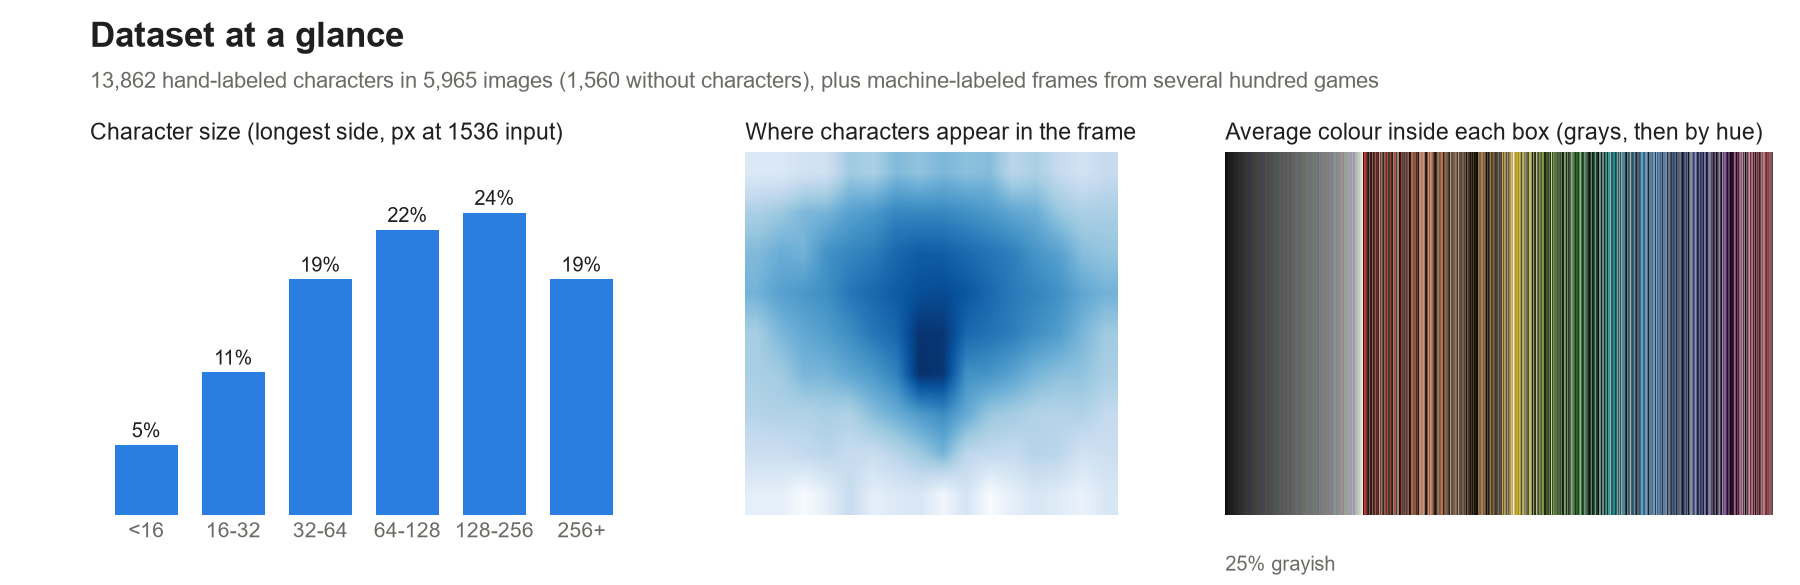 Dataset at a glance
13,862 hand-labeled characters in 5,965 images (1,560 without characters), plus machine-labeled frames from several hundred games
Character size (longest side, px at 1536 input)
5%
11%
19%
22%
24%
19%
<16
16-32
32-64
64-128
128-256
256+
Where characters appear in the frame
Average colour inside each box (grays, then by hue)
25% grayish